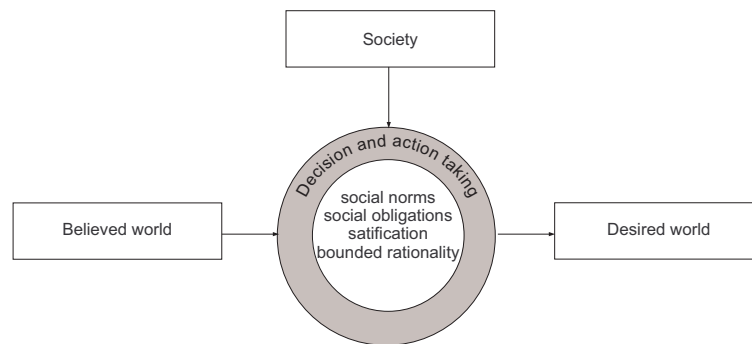 Society
Decision and action taking
social norms
social obligations
satification
bounded rationality
Believed world
Desired world